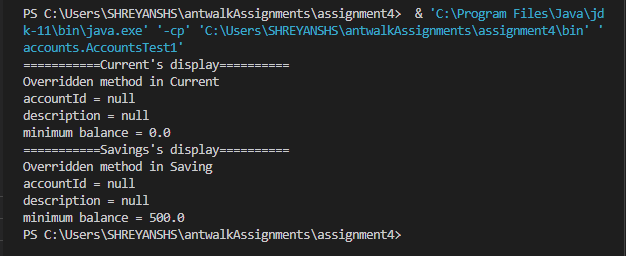 PS C:\Users\SHREYANSHS\antwalkAssignments\assignment4>  & 'C:\Program Files\Java\jd
k-11\bin\java.exe' '-cp' 'C:\Users\SHREYANSHS\antwalkAssignments\assignment4\bin' '
accounts.AccountsTest1'
===========Current's display==========
Overridden method in Current
accountId = null
description = null
minimum balance = 0.0
===========Savings's display==========
Overridden method in Saving
accountId = null
description = null
minimum balance = 500.0
PS C:\Users\SHREYANSHS\antwalkAssignments\assignment4>